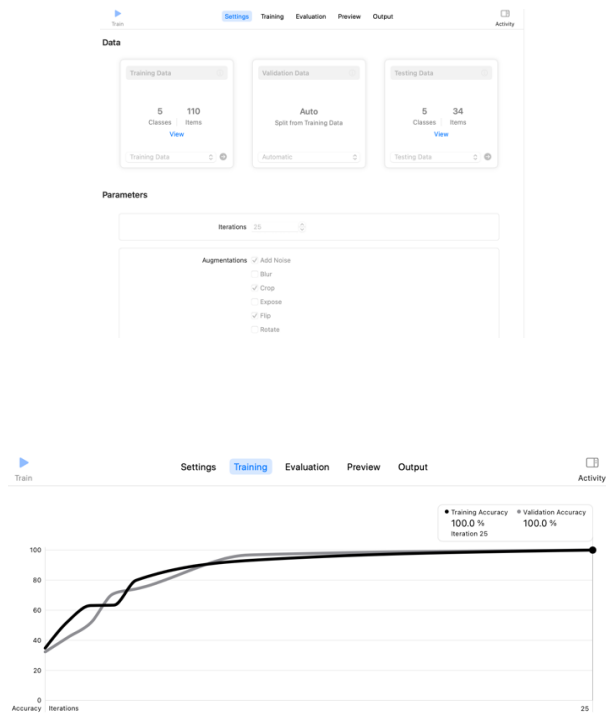 Train
Settings Training Evaluation Preview Output
Activity
Data
Training Data
Validation Data
Testing Data
5 110
Classes Items
View
Auto
Split from Training Data
5 34
Classes Items
View
Training Data
Automatic
Testing Data
Parameters
Iterations 25
Augmentations Add Noise
Blur
Crop
Expose
Flip
Rotate
Train
Settings Training Evaluation Preview Output
Activity
Training Accuracy Validation Accuracy
100.0 % 100.0 %
Iteration 25
100
80
60
40
20
0
Accuracy Iterations 25